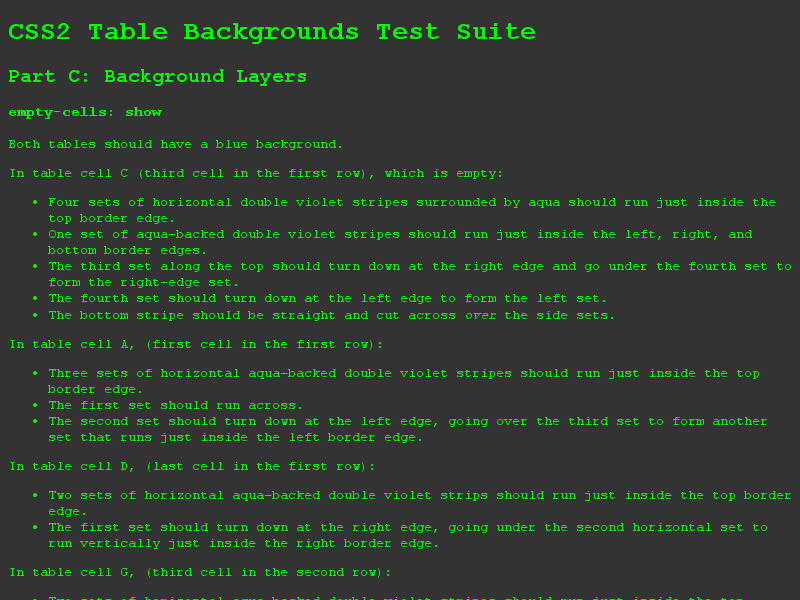 CSS2 Table Backgrounds Test Suite
Part C: Background Layers
empty-cells: show
Both tables should have a blue background.
In table cell C (third cell in the first row), which is empty:
• Four sets of horizontal double violet stripes surrounded by aqua should run just inside the
top border edge.
• One set of aqua-backed double violet stripes should run just inside the left, right, and
bottom border edges.
• The third set along the top should turn down at the right edge and go under the fourth set to
form the right-edge set.
• The fourth set should turn down at the left edge to form the left set.
• The bottom stripe should be straight and cut across over the side sets.
In table cell A, (first cell in the first row):
• Three sets of horizontal aqua-backed double violet stripes should run just inside the top
border edge.
• The first set should run across.
• The second set should turn down at the left edge, going over the third set to form another
set that runs just inside the left border edge.
In table cell D, (last cell in the first row):
• Two sets of horizontal aqua-backed double violet strips should run just inside the top border
edge.
• The first set should turn down at the right edge, going under the second horizontal set to
run vertically just inside the right border edge.
In table cell G, (third cell in the second row):